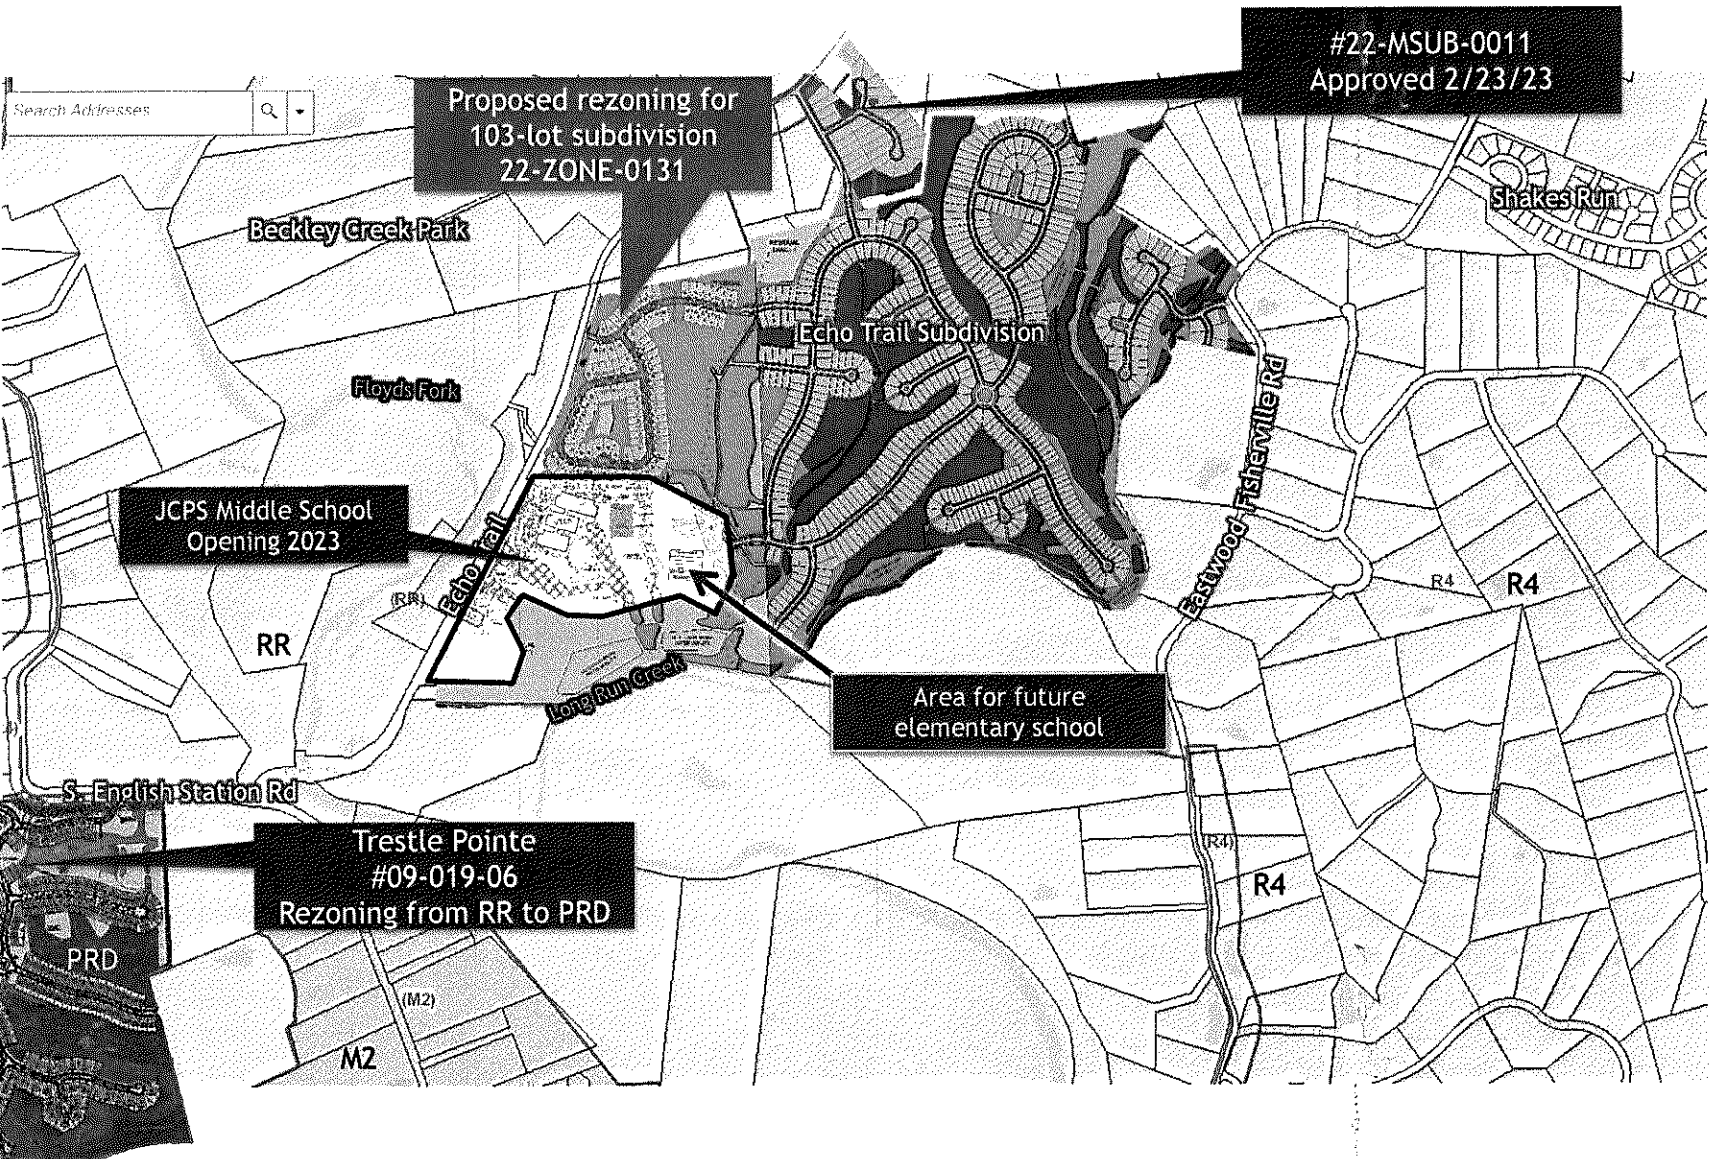 #22-MSUB-0011
Approved 2/23/23
Search Addresses
Proposed rezoning for
103-lot subdivision
22-ZONE-0131
Shakes Run
Beckley Creek Park
Echo Trail Subdivision
Floyds Fork
Eastwood Fisherville Rd
JCPS Middle School
Opening 2023
Echo Trail
(RR)
R4
R4
RR
Long Run Creek
Area for future
elementary school
S. English Station Rd
Trestle Pointe
#09-019-06
Rezoning from RR to PRD
(R4)
R4
PRD
(M2)
M2